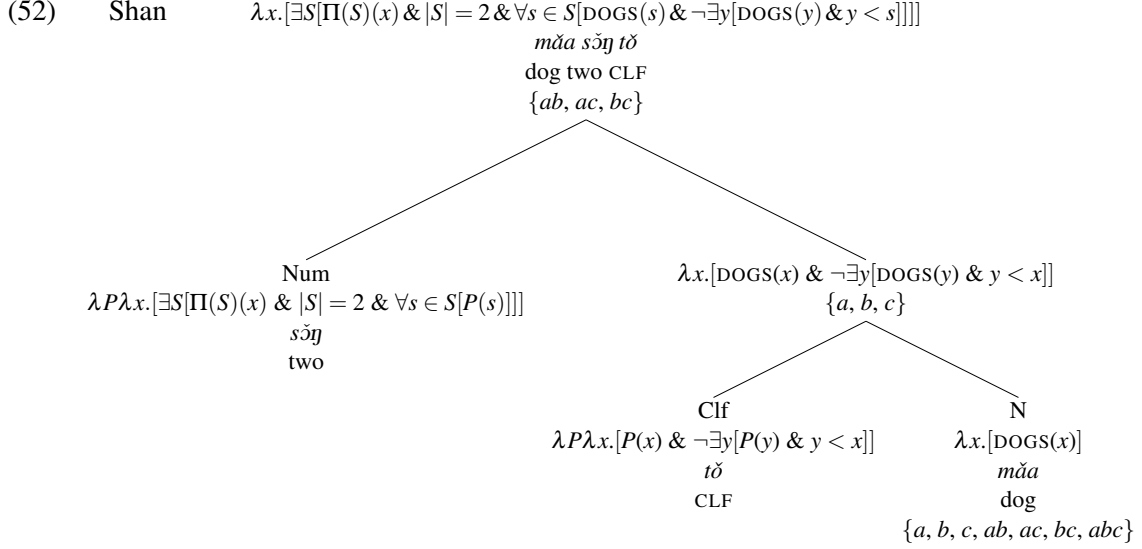 (52) Shan λx.[∃S[Π(S)(x) & |S| = 2 & ∀s ∈ S[DOGS(s) & ¬∃y[DOGS(y) & y < s]]]]
mǎa sɔ̌ŋ tǒ
dog two CLF
{ab, ac, bc}
Num
λPλx.[∃S[Π(S)(x) & |S| = 2 & ∀s ∈ S[P(s)]]]
sɔ̌ŋ
two
λx.[DOGS(x) & ¬∃y[DOGS(y) & y < x]]
{a, b, c}
Clf
λPλx.[P(x) & ¬∃y[P(y) & y < x]]
tǒ
CLF
N
λx.[DOGS(x)]
mǎa
dog
{a, b, c, ab, ac, bc, abc}